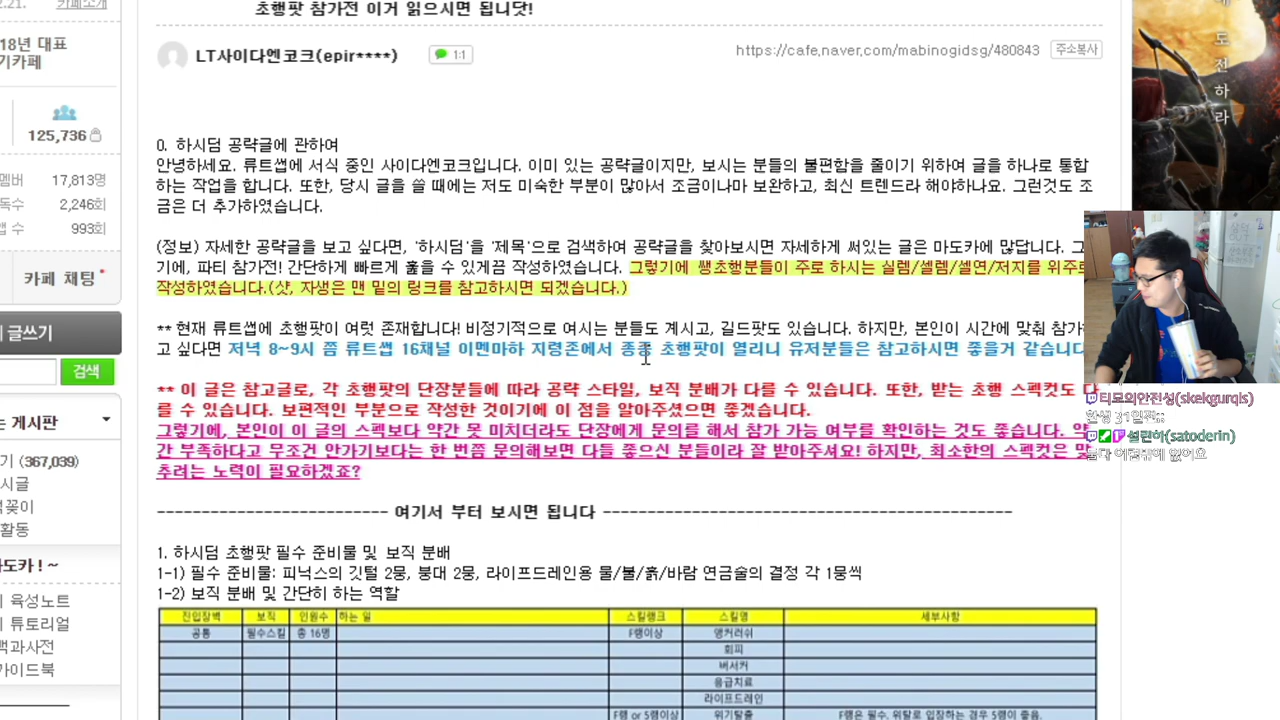 초행팟 참가전 이거 읽으시면 됩니닷!
카페소개
18년 대표
기카페
125,736
멤버 17,813명
독수 2,246회
앱 수 993회
카페 채팅
글쓰기
검색
게시판
(367,039)
시글
책꽂이
활동
도카 ! ~
육성노트
튜토리얼
백과사전
가이드북
LT사이다엔코크(epir****)
1:1
https://cafe.naver.com/mabinogidsg/480843
주소복사
0. 하시덤 공략글에 관하여
안녕하세요. 류트썹에 서식 중인 사이다엔코크입니다. 이미 있는 공략글이지만, 보시는 분들의 불편함을 줄이기 위하여 글을 하나로 통합
하는 작업을 합니다. 또한, 당시 글을 쓸 때에는 저도 미숙한 부분이 많아서 조금이나마 보완하고, 최신 트렌드라 해야하나요. 그런것도 조
금은 더 추가하였습니다.
(정보) 자세한 공략글을 보고 싶다면, '하시덤'을 '제목'으로 검색하여 공략글을 찾아보시면 자세하게 써있는 글은 마도카에 많답니다. 그
기에, 파티 참가전! 간단하게 빠르게 훑을 수 있게끔 작성하였습니다. 그렇기에 쌩초행분들이 주로 하시는 실렘/셀렘/셀연/저지를 위주로
작성하였습니다.(샷, 자생은 맨 밑의 링크를 참고하시면 되겠습니다.)
** 현재 류트썹에 초행팟이 여럿 존재합니다! 비정기적으로 여시는 분들도 계시고, 길드팟도 있습니다. 하지만, 본인이 시간에 맞춰 참가
고 싶다면 저녁 8~9시 쯤 류트썹 16채널 이멘마하 지령존에서 종종 초행팟이 열리니 유저분들은 참고하시면 좋을거 같습니다
** 이 글은 참고글로, 각 초행팟의 단장분들에 따라 공략 스타일, 보직 분배가 다를 수 있습니다. 또한, 받는 초행 스펙컷도 다
를 수 있습니다. 보편적인 부분으로 작성한 것이기에 이 점을 알아주셨으면 좋겠습니다.
그렇기에, 본인이 이 글의 스펙보다 약간 못 미치더라도 단장에게 문의를 해서 참가 가능 여부를 확인하는 것도 좋습니다. 약
간 부족하다고 무조건 안가기보다는 한 번쯤 문의해보면 다들 좋으신 분들이라 잘 받아주셔요! 하지만, 최소한의 스펙컷은 맞
추려는 노력이 필요하겠죠?
-------------------------- 여기서 부터 보시면 됩니다 ----------------------------------------------
1. 하시덤 초행팟 필수 준비물 및 보직 분배
1-1) 필수 준비물: 피닉스의 깃털 2뭉, 붕대 2뭉, 라이프드레인용 물/불/흙/바람 연금술의 결정 각 1뭉씩
1-2) 보직 분배 및 간단히 하는 역할
진입장벽 보직 인원수 하는 일 스킬랭크 스킬명 세부사항
공통 필수스킬 총 16명 F랭이상 앵커러쉬
회피
버서커
응급치료
라이프드레인
F랭 or 5랭이상 위기탈출 F랭은 필수, 위탈로 입장하는 경우 5랭이 좋음.
도전하라
티모의안전성(skekgurqls)
설련하(satoderin)